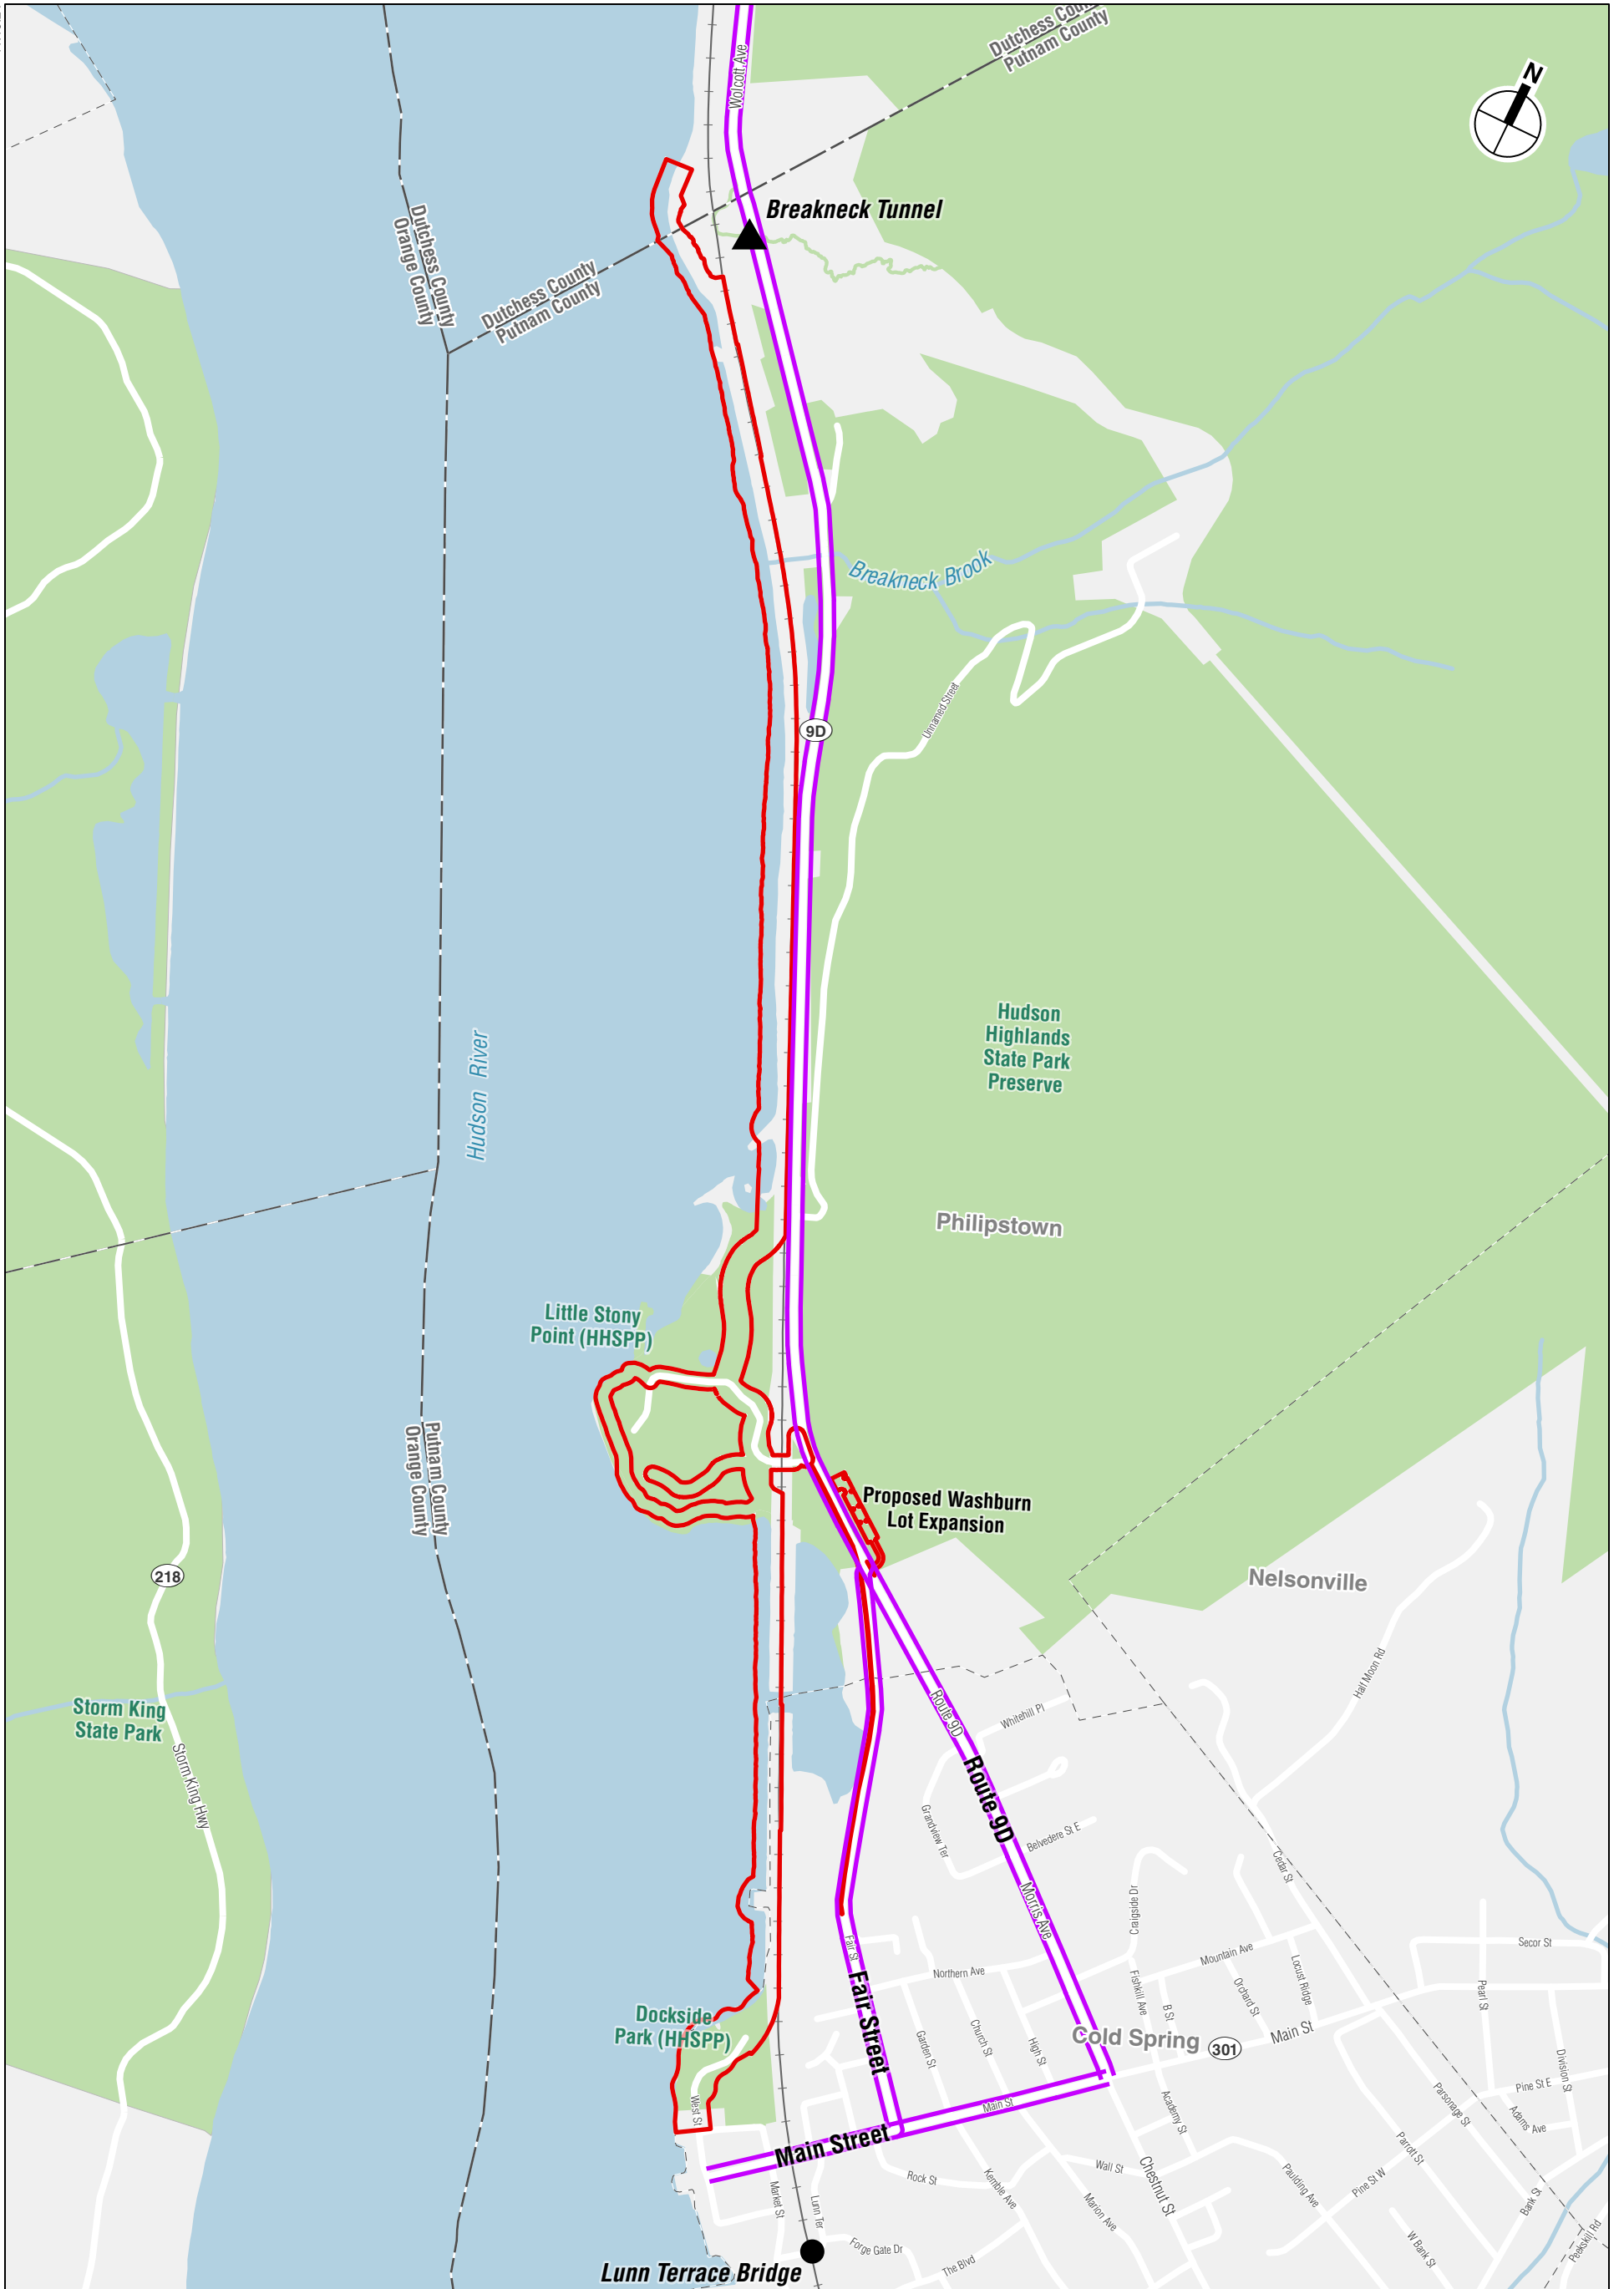 Dutchess County
Putnam County
N
Wolcott Ave
Breakneck Tunnel
Dutchess County
Orange County
Dutchess County
Putnam County
Breakneck Brook
Unnamed Street
9D
Hudson
Highlands
State Park
Preserve
Hudson River
Philipstown
Little Stony
Point (HHSPP)
Putnam County
Orange County
Proposed Washburn
Lot Expansion
Nelsonville
218
Storm King
State Park
Storm King Hwy
Half Moon Rd
Whitehill Pl
Route 9D
Route 9D
Grandview Ter
Belvedere St E
Morris Ave
Cedar St
Craigside Dr
Fair St
Fair Street
Northern Ave
Mountain Ave
Secor St
Locust Ridge
Orchard St
Fishkill Ave
B St
Pearl St
Dockside
Park (HHSPP)
Garden St
Church St
High St
Cold Spring
301
Main St
Division St
West St
Main St
Main Street
Academy St
Parsonage St
Pine St E
Adams Ave
Parrott St
Rock St
Wall St
Chestnut St
Kemble Ave
Marion Ave
Paulding Ave
Pine St W
Bank St
W Bank St
Peekskill Rd
Market St
Lunn Ter
Forge Gate Dr
The Blvd
Lunn Terrace Bridge